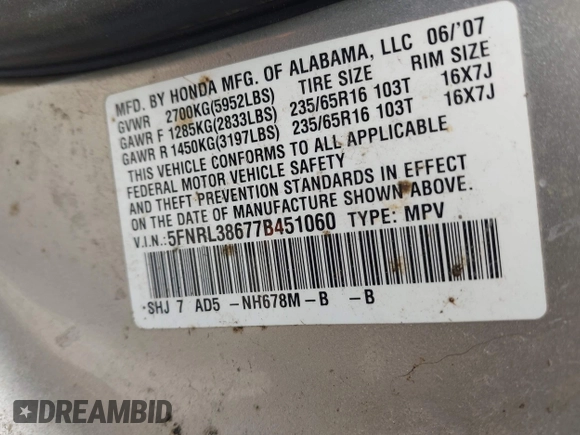 MFD. BY HONDA MFG. OF ALABAMA, LLC 06/'07
GVWR 2700KG(5952LBS) TIRE SIZE RIM SIZE
GAWR F 1285KG(2833LBS) 235/65R16 103T 16X7J
GAWR R 1450KG(3197LBS) 235/65R16 103T 16X7J
THIS VEHICLE CONFORMS TO ALL APPLICABLE
FEDERAL MOTOR VEHICLE SAFETY
AND THEFT PREVENTION STANDARDS IN EFFECT
ON THE DATE OF MANUFACTURE SHOWN ABOVE.
V.I.N.:5FNRL38677B451060 TYPE: MPV
SHJ 7 AD5 -NH678M-B -B
DREAMBID